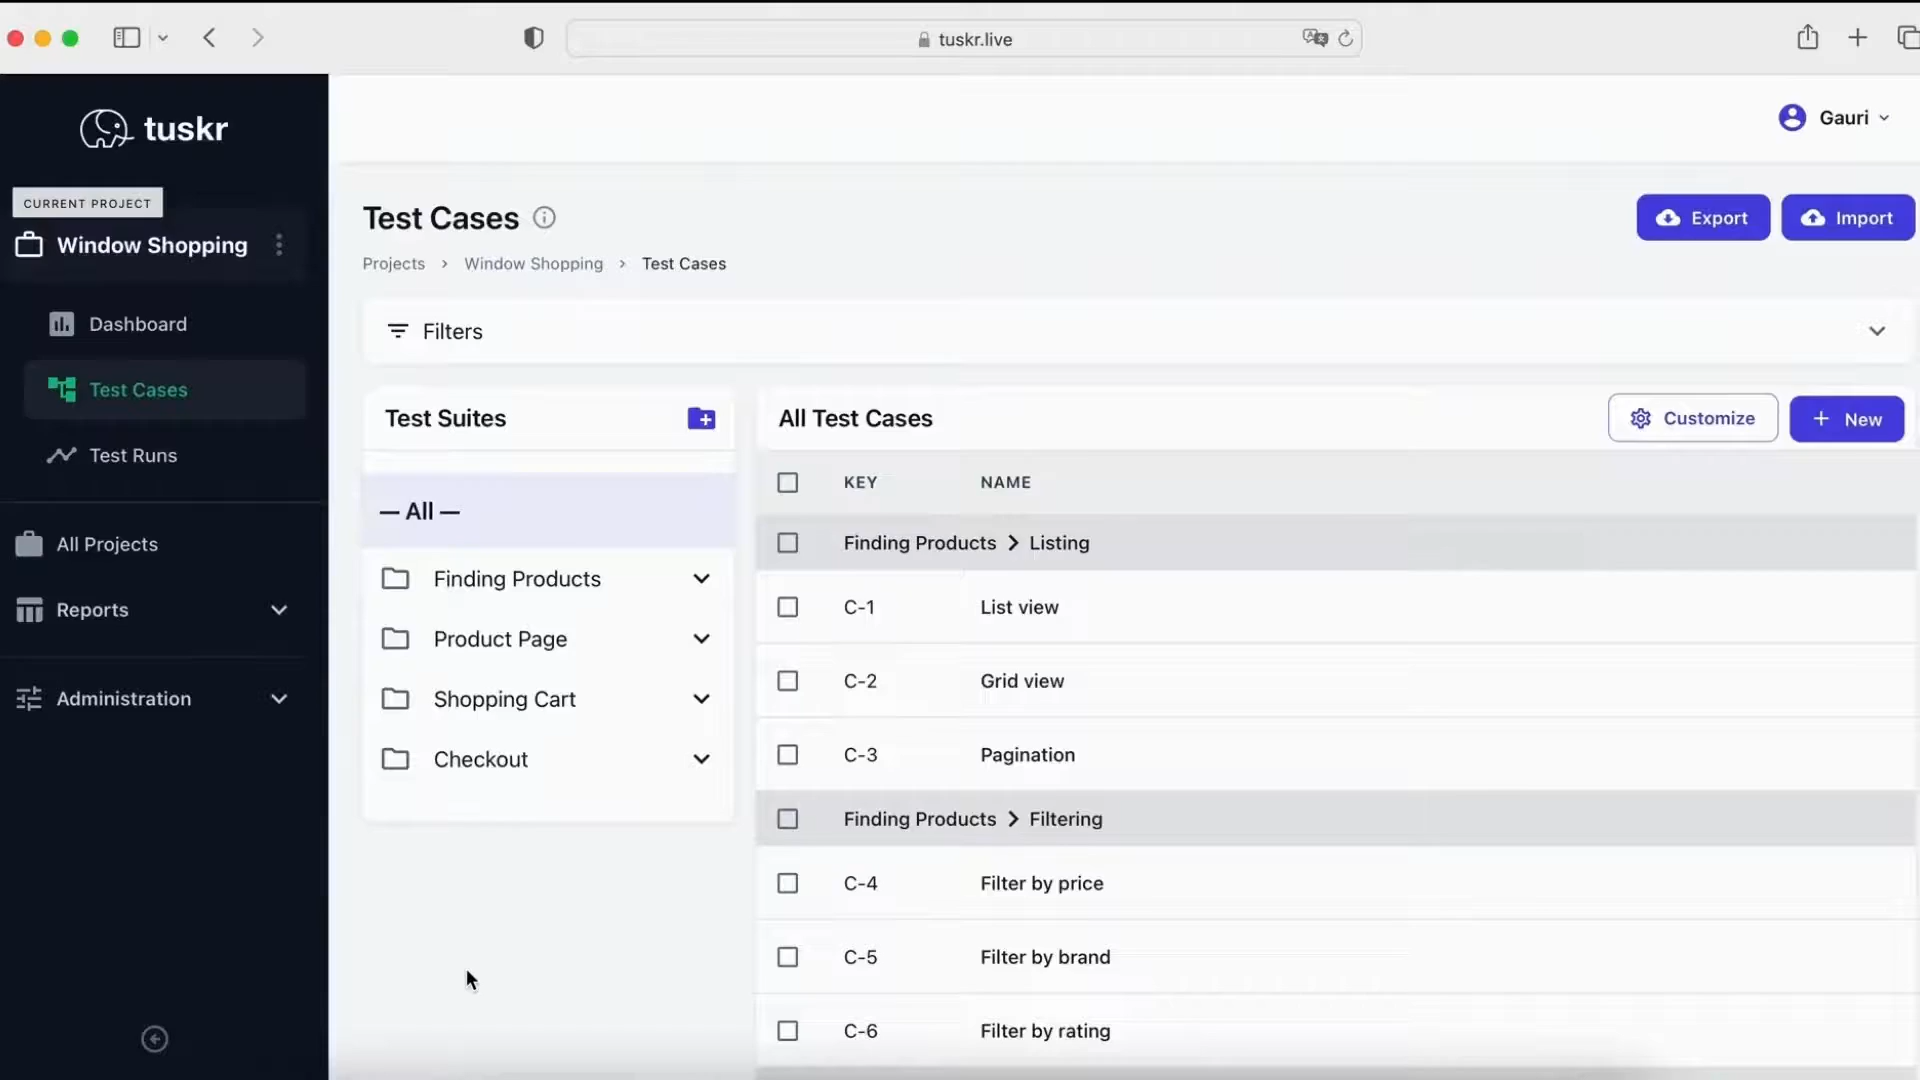 tuskr.live
tuskr
Gauri
CURRENT PROJECT
Window Shopping
Dashboard
Test Cases
Test Runs
All Projects
Reports
Administration
Test Cases
Export
Import
Projects > Window Shopping > Test Cases
Filters
Test Suites
— All —
Finding Products
Product Page
Shopping Cart
Checkout
All Test Cases
Customize
+ New
KEY NAME
Finding Products > Listing
C-1 List view
C-2 Grid view
C-3 Pagination
Finding Products > Filtering
C-4 Filter by price
C-5 Filter by brand
C-6 Filter by rating